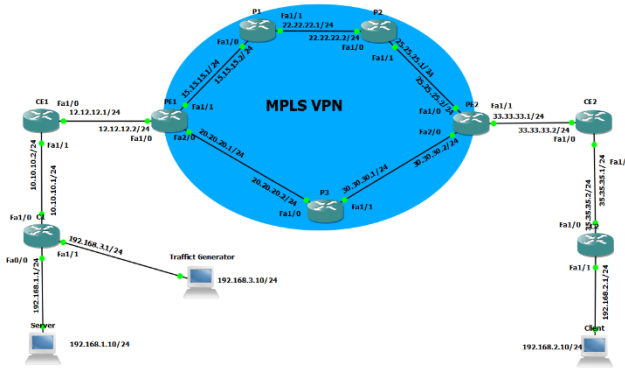 P1
Fa1/1
22.22.22.1/24
22.22.22.2/24
Fa1/0
P2
Fa1/0
Fa1/1
25.25.25.1/24
25.25.25.2/24
15.15.15.1/24
15.15.15.2/24
MPLS VPN
CE1
Fa1/0
12.12.12.1/24
12.12.12.2/24
Fa1/0
PE1
Fa1/1
Fa2/0
20.20.20.1/24
20.20.20.2/24
Fa1/0
P3
Fa1/1
30.30.30.1/24
30.30.30.2/24
Fa1/0
PE2
Fa2/0
Fa1/1
33.33.33.1/24
33.33.33.2/24
Fa1/0
CE2
Fa1/
35.35.35.1/24
35.35.35.2/24
Fa1/0
Fa1/1
192.168.2.1/24
Client
192.168.2.10/24
Fa1/1
10.10.10.2/24
10.10.10.1/24
Fa1/0
Fa0/0
Fa1/1
192.168.3.1/24
Traffict Generator
192.168.3.10/24
192.168.1.1/24
Server
192.168.1.10/24